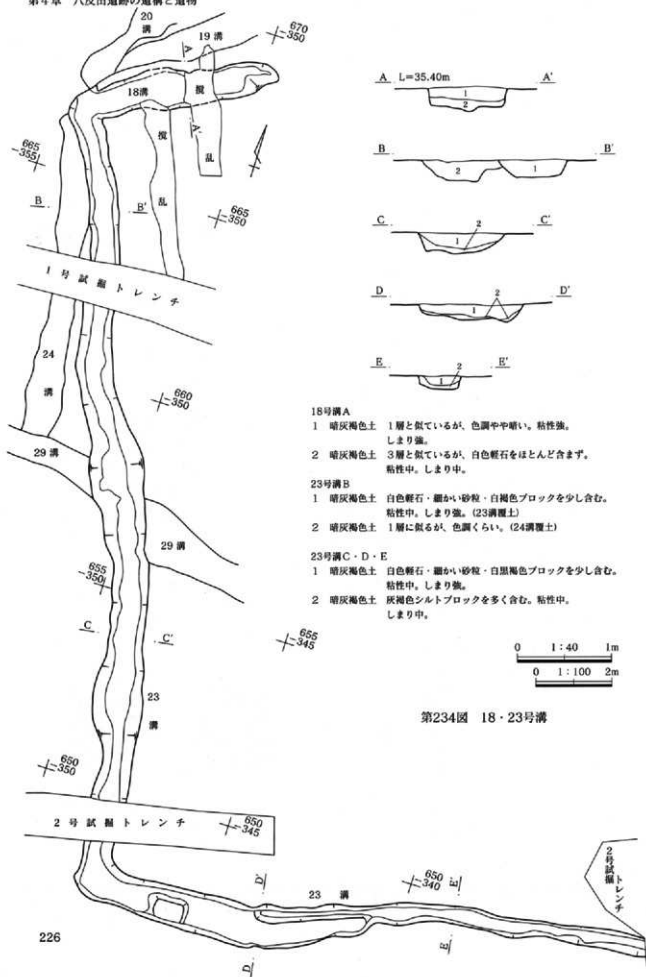 第4章 八反田遺跡の遺構と遺物
20
溝
19溝
A
670
-350
18溝
撹
A'
撹
乱
665
-355
B
B'
665
-350
1号試掘トレンチ
24
溝
660
-350
29溝
29溝
655
-350
C
C'
655
-345
23
溝
650
-350
2号試掘トレンチ
650
-345
D'
23 溝
650
-340
E'
2号試掘
トレンチ
D
E
A L=35.40m A'
1
2
B B'
2 1
C 2 C'
1
D 2 D'
1
E 2 E'
1
18号溝A
1 暗灰褐色土 1層と似ているが、色調やや暗い。粘性強。
しまり強。
2 暗灰褐色土 3層と似ているが、白色軽石をほとんど含まず。
粘性中。しまり中。
23号溝B
1 暗灰褐色土 白色軽石・細かい砂粒・白褐色ブロックを少し含む。
粘性中。しまり強。(23溝覆土)
2 暗灰褐色土 1層に似るが、色調くらい。(24溝覆土)
23号溝C・D・E
1 暗灰褐色土 白色軽石・細かい砂粒・白黒褐色ブロックを少し含む。
粘性中。しまり強。
2 暗灰褐色土 灰褐色シルトブロックを多く含む。粘性中。
しまり中。
0 1:40 1m
0 1:100 2m
第234図 18・23号溝
226